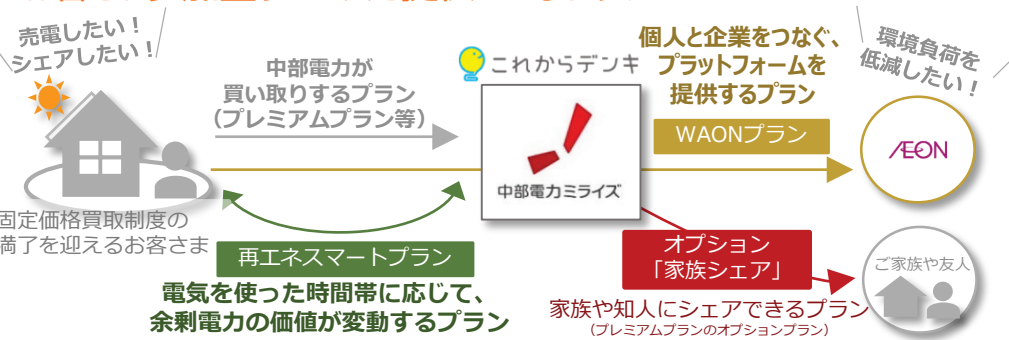 売電したい！
シェアしたい！
中部電力が
買い取りするプラン
（プレミアムプラン等）
これからデンキ
個人と企業をつなぐ、
プラットフォームを
提供するプラン
環境負荷を
低減したい！
WAONプラン
ÆON
中部電力ミライズ
固定価格買取制度の
満了を迎えるお客さま
再エネスマートプラン
電気を使った時間帯に応じて、
余剰電力の価値が変動するプラン
オプション
「家族シェア」
家族や知人にシェアできるプラン
（プレミアムプランのオプションプラン）
ご家族や友人